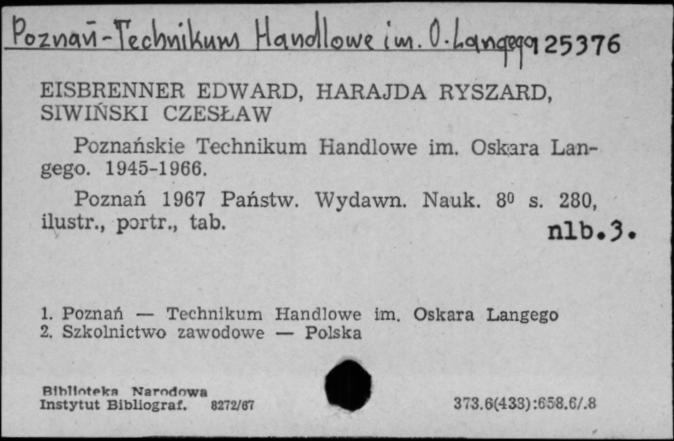 Poznań-Technikum Handlowe im. O. Langego 125376
EISBRENNER EDWARD, HARAJDA RYSZARD,
SIWIŃSKI CZESŁAW
Poznańskie Technikum Handlowe im. Oskara Lan-
gego. 1945-1966.
Poznań 1967 Państw. Wydawn. Nauk. 8⁰ s. 280,
ilustr., portr., tab.
nlb.3.
1. Poznań — Technikum Handlowe im. Oskara Langego
2. Szkolnictwo zawodowe — Polska
Biblioteka Narodowa
Instytut Bibliograf. 8272/67
373.6(433):658.6/.8